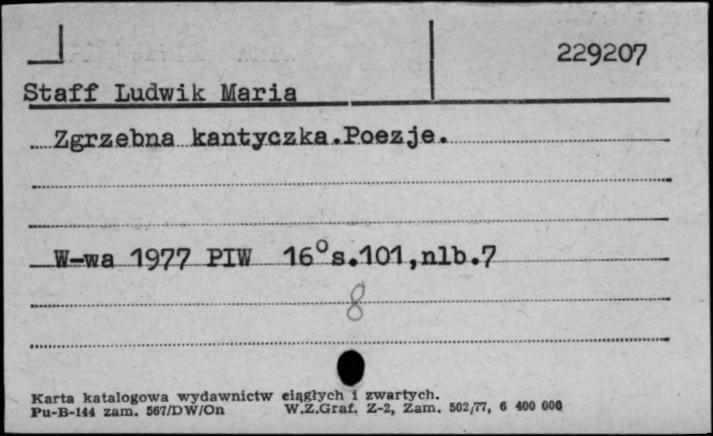 229207
Staff Ludwik Maria
Zgrzebna kantyczka.Poezje.
W-wa 1977 PIW 16°s.101,nlb.7
8
Karta katalogowa wydawnictw ciągłych i zwartych.
Pu-B-144 zam. 567/DW/On W.Z.Graf. Z-2, Zam. 502/77, 6 400 000